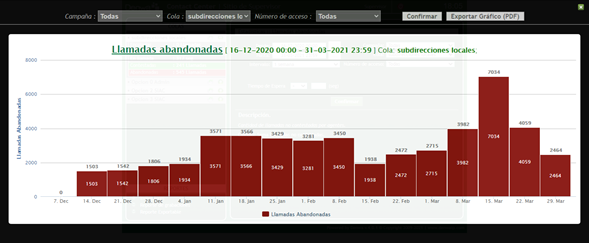 Campaña : Todas Cola : subdirecciones lo Número de acceso : Todas Confirmar Exportar Gráfico (PDF)
Llamadas abandonadas | 16-12-2020 00:00 - 31-03-2021 23:59 | Cola: subdirecciones locales;
Llamadas Abandonadas
8000
6000
4000
2000
0
0 1503 1542 1806 1934 3571 3566 3429 3281 3450 1938 2472 2715 3982 7034 4059 2464
1503 1542 1806 1934 3571 3566 3429 3281 3450 1938 2472 2715 3982 7034 4059 2464
7. Dec 14. Dec 21. Dec 28. Dec 4. Jan 11. Jan 18. Jan 25. Jan 1. Feb 8. Feb 15. Feb 22. Feb 1. Mar 8. Mar 15. Mar 22. Mar 29. Mar
Llamadas Abandonadas